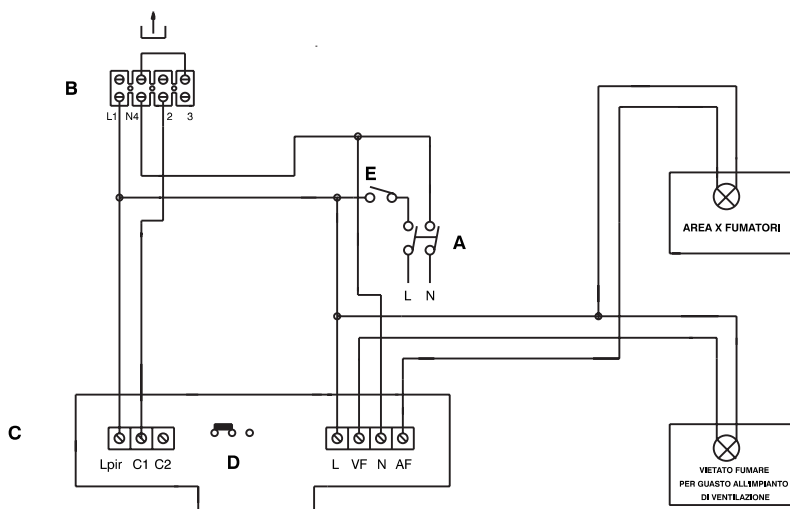 B
L1 N4 2 3
E
A
L N
AREA X FUMATORI
C
Lpir C1 C2
D
L VF N AF
VIETATO FUMARE
PER GUASTO ALL'IMPIANTO
DI VENTILAZIONE